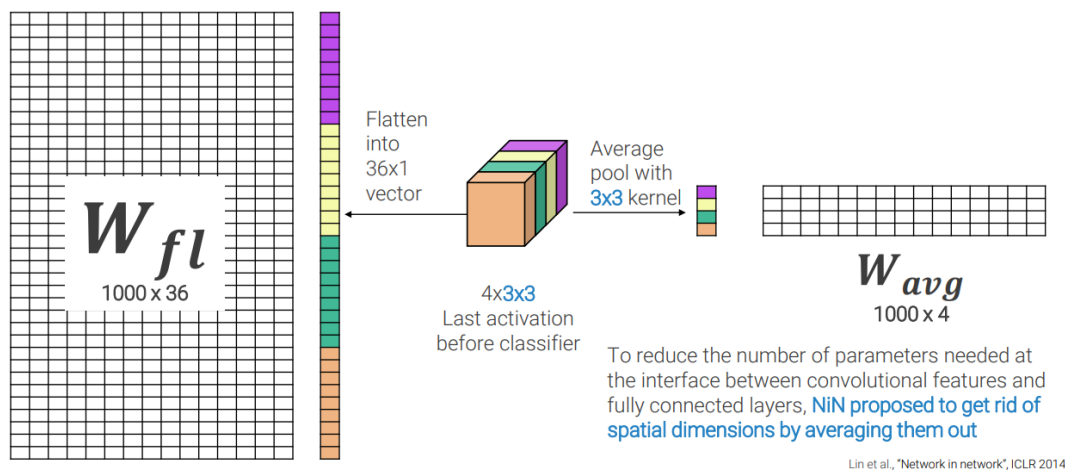 Flatten
into
36x1
vector
Average
pool with
3x3 kernel
W fl
1000 x 36
4x3x3
Last activation
before classifier
W avg
1000 x 4
To reduce the number of parameters needed at
the interface between convolutional features and
fully connected layers, NiN proposed to get rid of
spatial dimensions by averaging them out
Lin et al., "Network in network", ICLR 2014